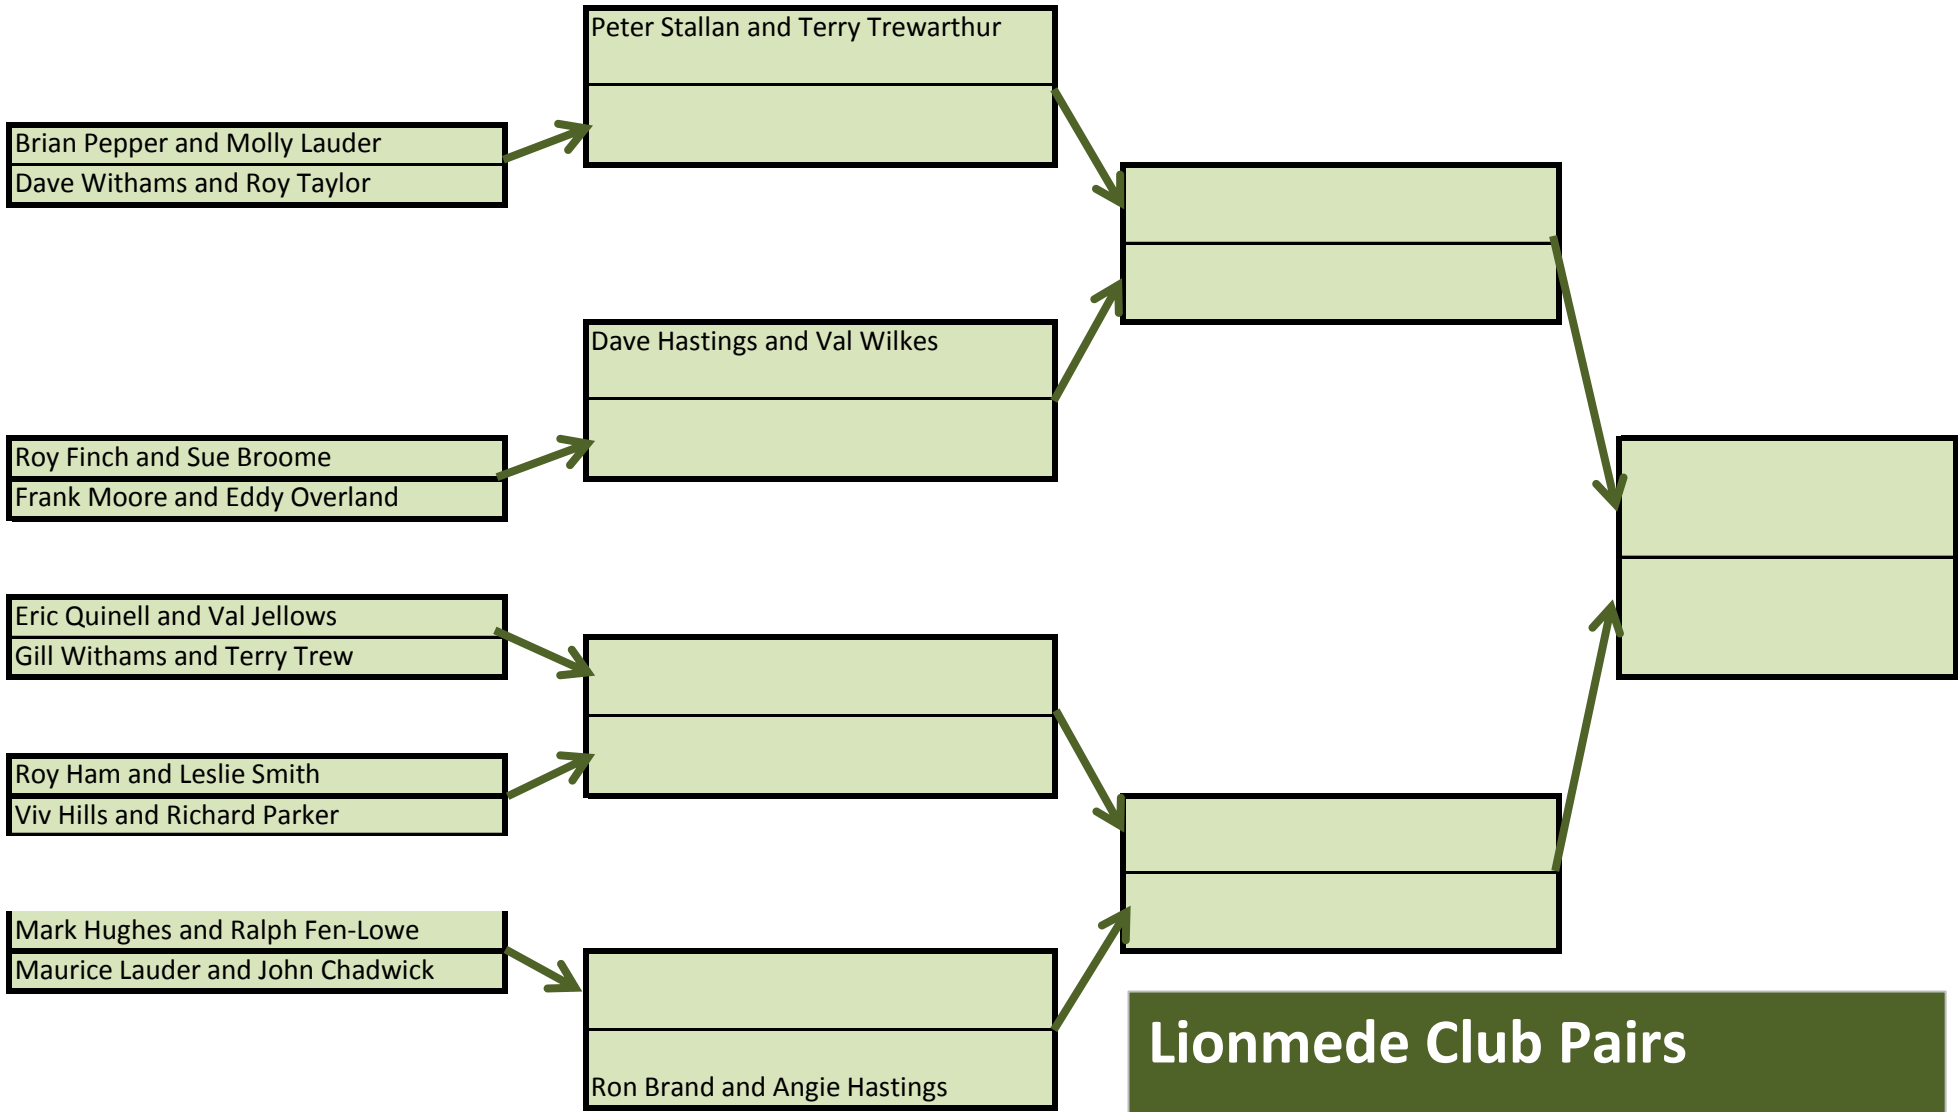 Peter Stallan and Terry Trewarthur
Brian Pepper and Molly Lauder
Dave Withams and Roy Taylor
Dave Hastings and Val Wilkes
Roy Finch and Sue Broome
Frank Moore and Eddy Overland
Eric Quinell and Val Jellows
Gill Withams and Terry Trew
Roy Ham and Leslie Smith
Viv Hills and Richard Parker
Mark Hughes and Ralph Fen-Lowe
Maurice Lauder and John Chadwick
Ron Brand and Angie Hastings
Lionmede Club Pairs